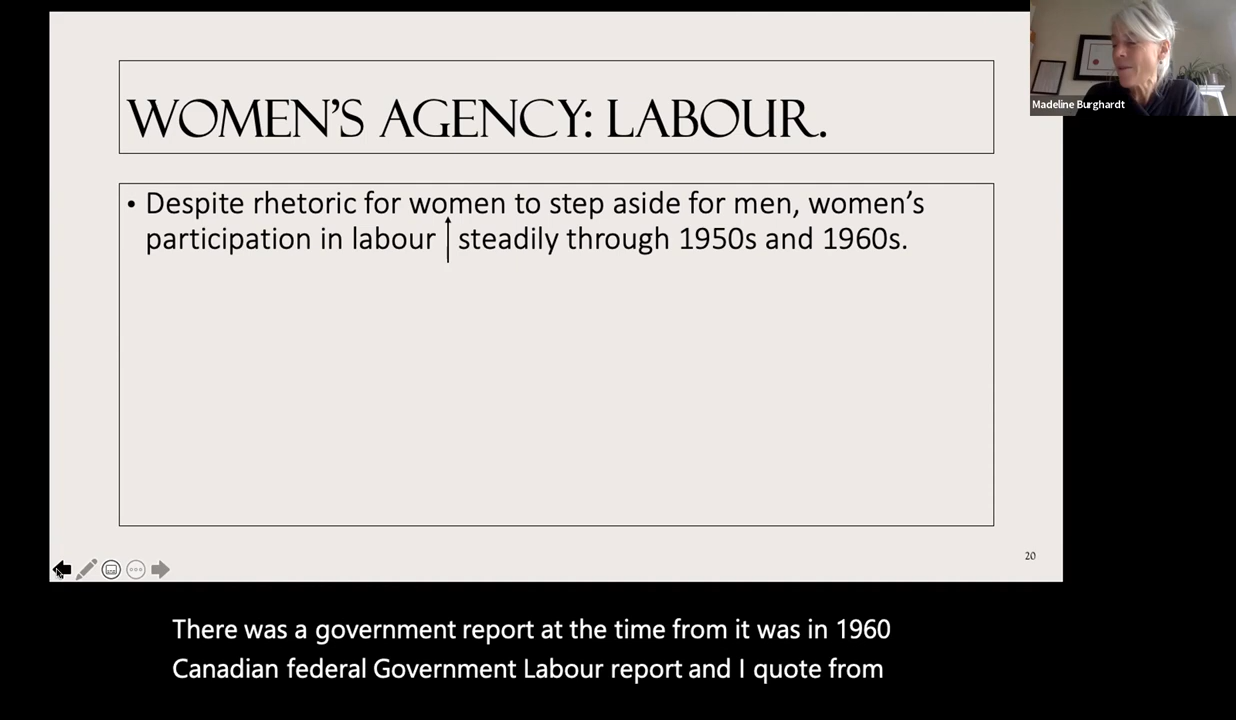 WOMEN'S AGENCY: LABOUR.
Madeline Burghardt
• Despite rhetoric for women to step aside for men, women's
participation in labour ↑ steadily through 1950s and 1960s.
20
There was a government report at the time from it was in 1960
Canadian federal Government Labour report and I quote from